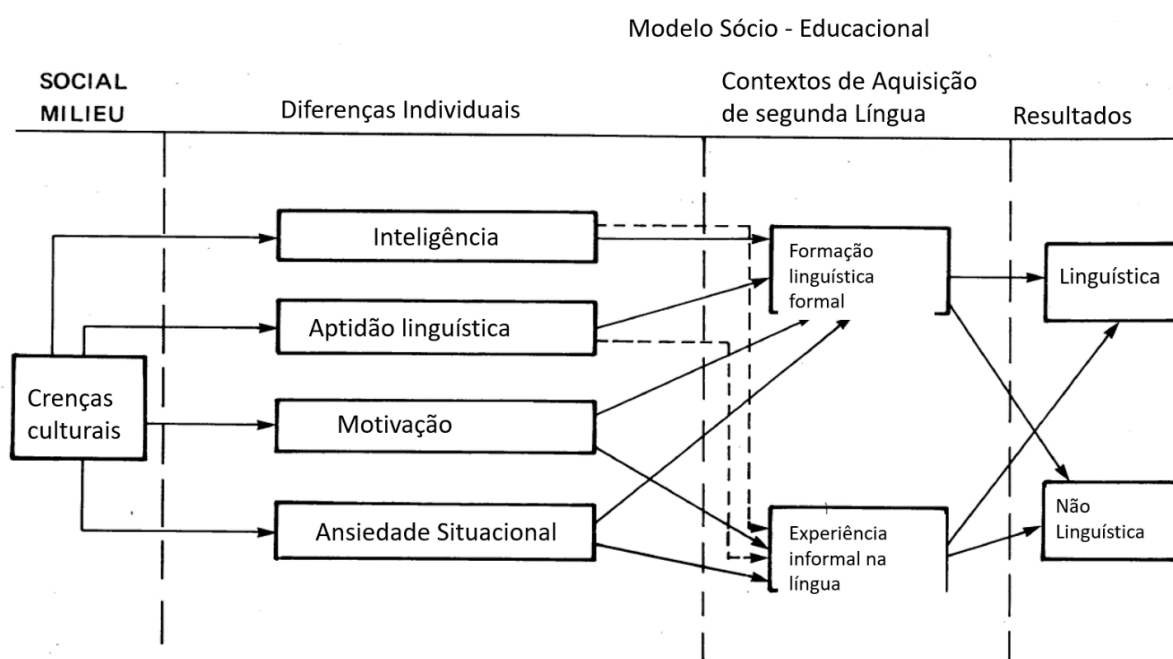 Modelo Sócio - Educacional
SOCIAL
MILIEU
Diferenças Individuais
Contextos de Aquisição
de segunda Língua
Resultados
Inteligência
Aptidão linguística
Motivação
Ansiedade Situacional
Crenças
culturais
Formação
linguística
formal
Experiência
informal na
língua
Linguística
Não
Linguística